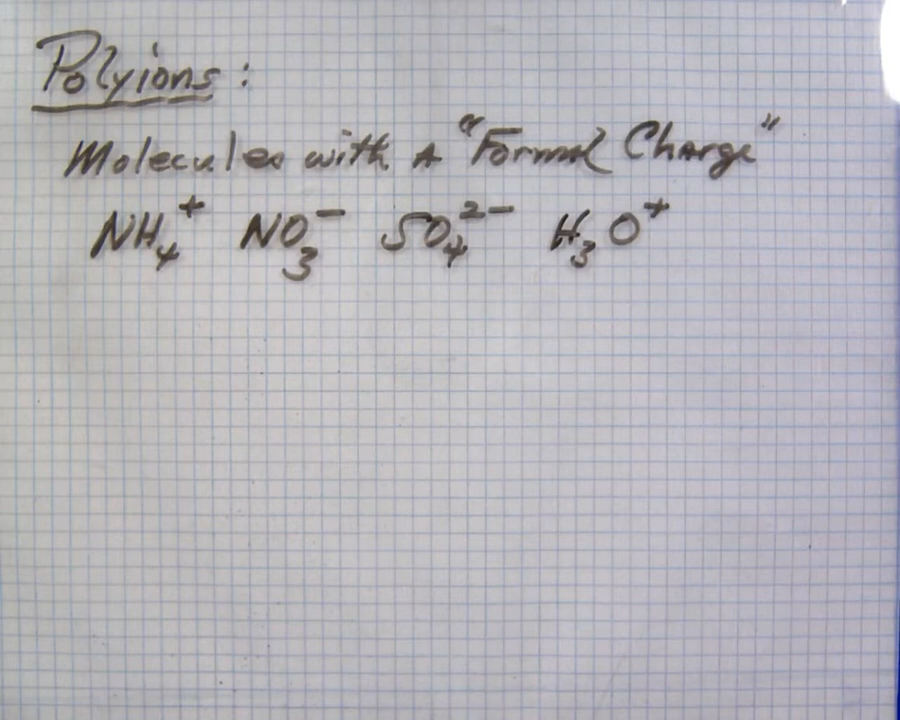 Polyions:
Molecules with A "Formal Charge"
NH₄⁺ NO₃⁻ SO₄²⁻ H₃O⁺